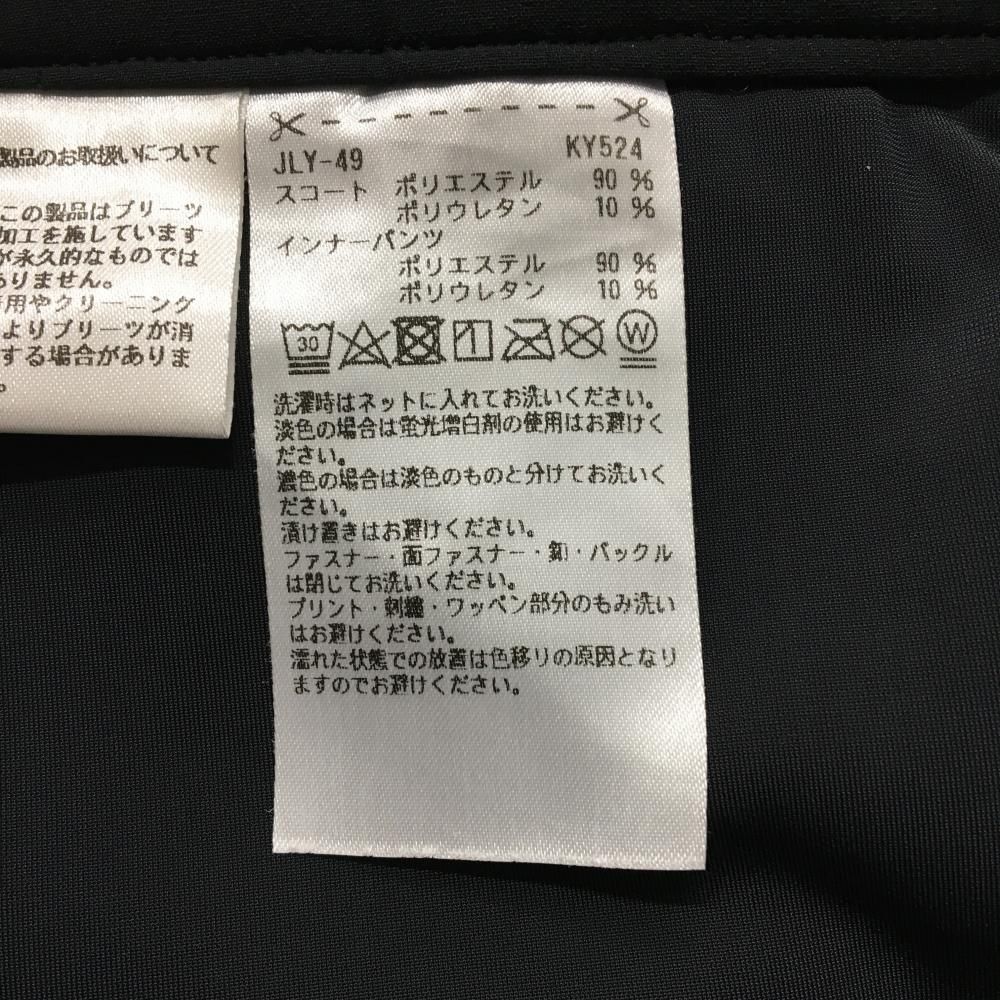 製品のお取扱いについて
この製品はプリーツ
加工を施しています
が永久的なものでは
ありません。
着用やクリーニング
よりプリーツが消
する場合がありま
。
JLY-49 KY524
スコート ポリエステル 90 %
ポリウレタン 10 %
インナーパンツ
ポリエステル 90 %
ポリウレタン 10 %
30 W
洗濯時はネットに入れてお洗いください。
淡色の場合は蛍光増白剤の使用はお避けく
ださい。
濃色の場合は淡色のものと分けてお洗いく
ださい。
漬け置きはお避けください。
ファスナー・面ファスナー・釦・バックル
は閉じてお洗いください。
プリント・刺繍・ワッペン部分のもみ洗い
はお避けください。
濡れた状態での放置は色移りの原因となり
ますのでお避けください。